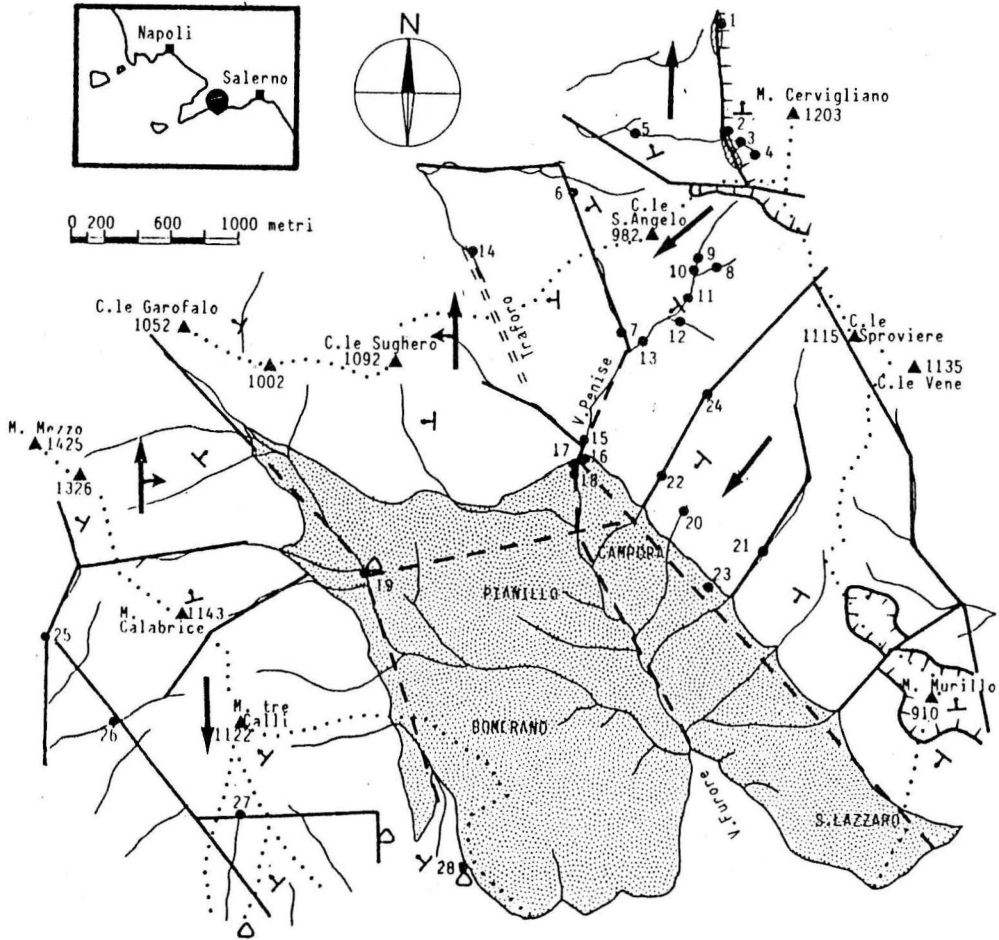 Napoli
Salerno
N
0 200 600 1000 metri
1
M. Cervigliano
1203
2
3
4
5
6
C.le
S.Angelo
982
14
9
10
8
11
12
7
13
C.le Garofalo
1052
1002
C.le Sughero
1092
Traforo
V.Penise
C.le
1115 Sproviere
1135
C.le Vene
24
M. Mezzo
1425
1326
15
17
16
18
22
20
21
CAMPORA
23
19
PIANILLO
M. 1143
Calabrice
25
M. Murillo
910
M. tre
Calli
1122
26
BOMERANO
V.Furore
27
S.LAZZARO
28